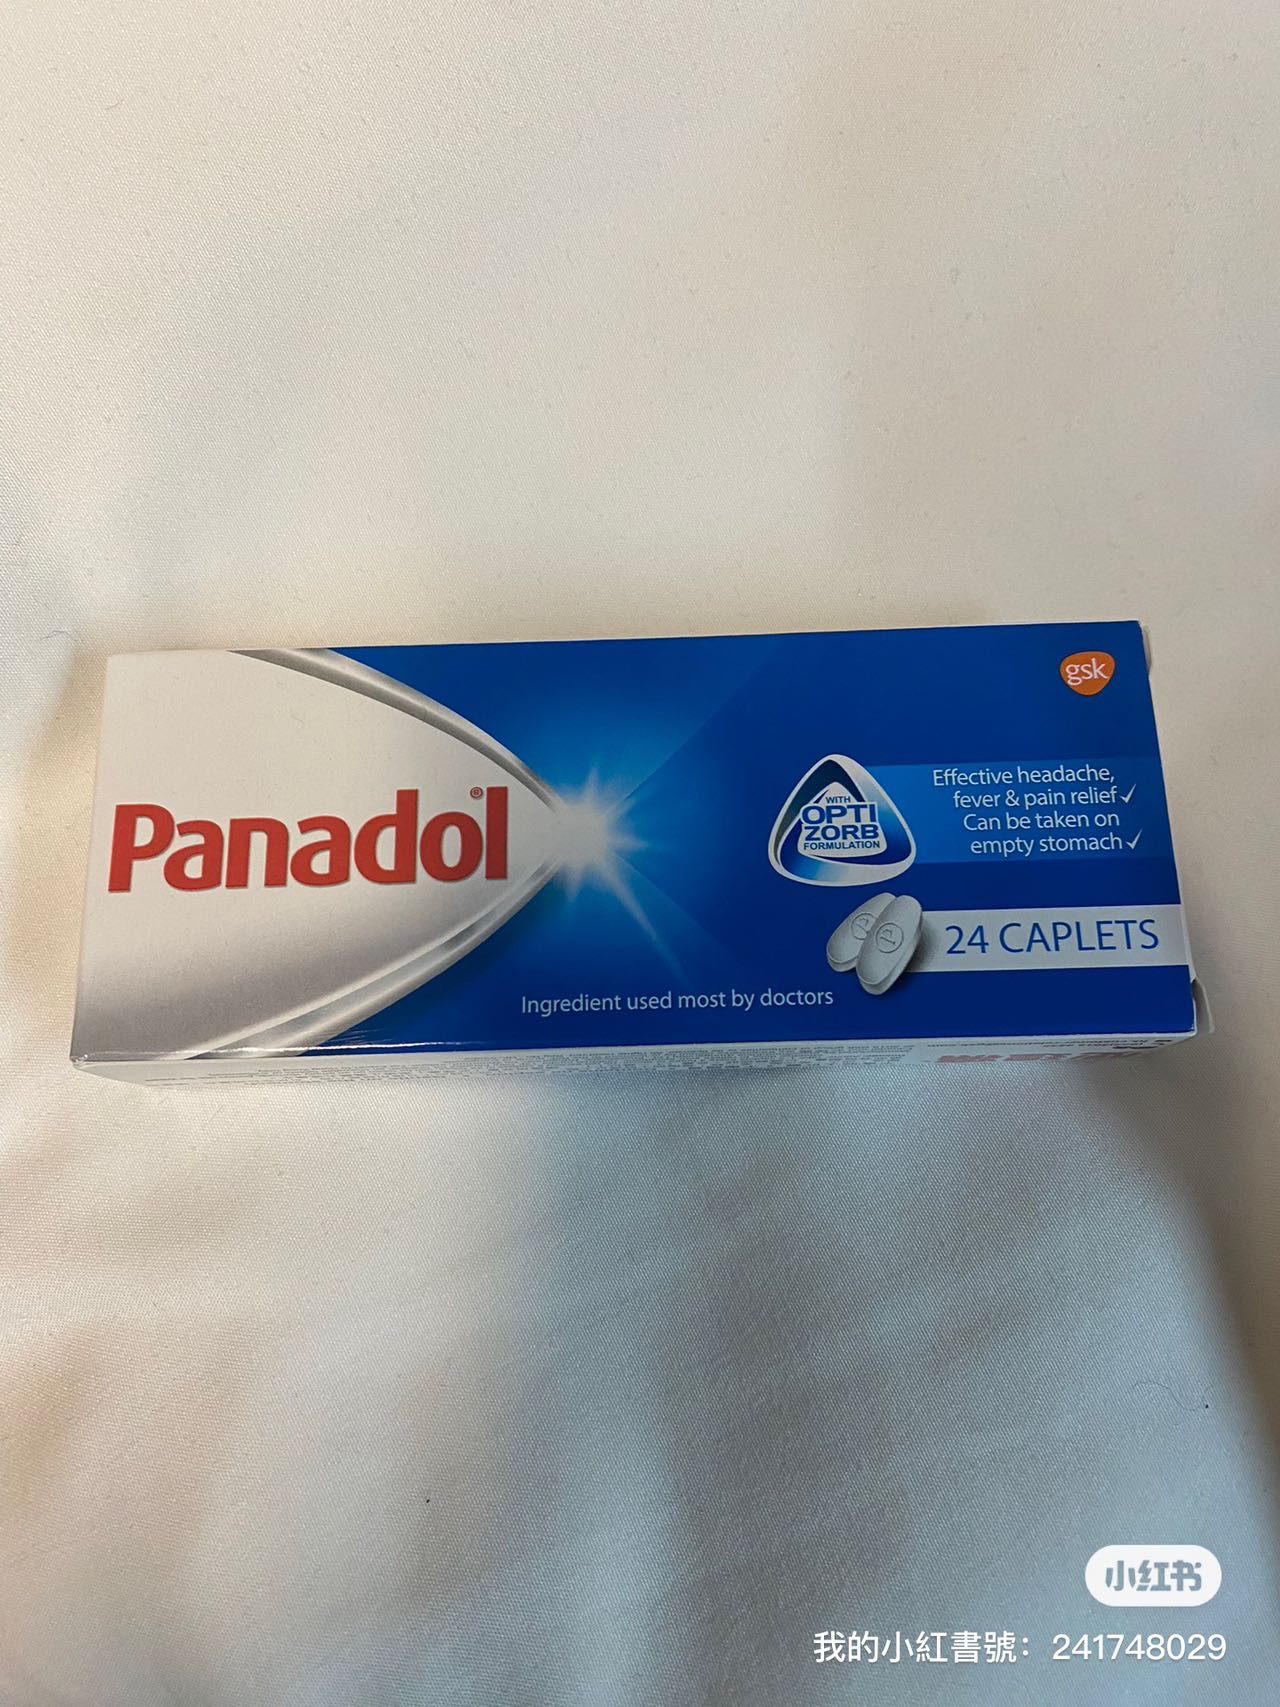 gsk
Panadol®
WITH
OPTI
ZORB
FORMULATION
Effective headache,
fever & pain relief✓
Can be taken on
empty stomach✓
24 CAPLETS
P
P
Ingredient used most by doctors
小红书
我的小紅書號：241748029